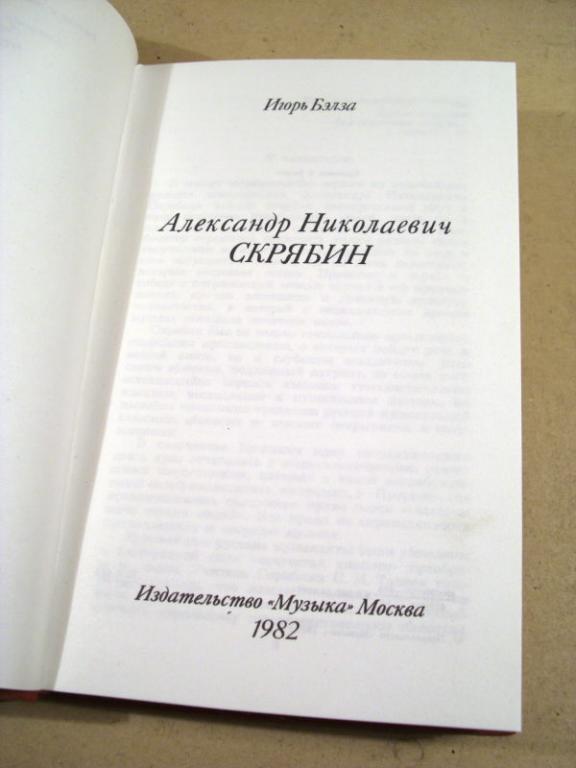 Игорь Бэлза
Александр Николаевич
СКРЯБИН
Издательство «Музыка» Москва
1982